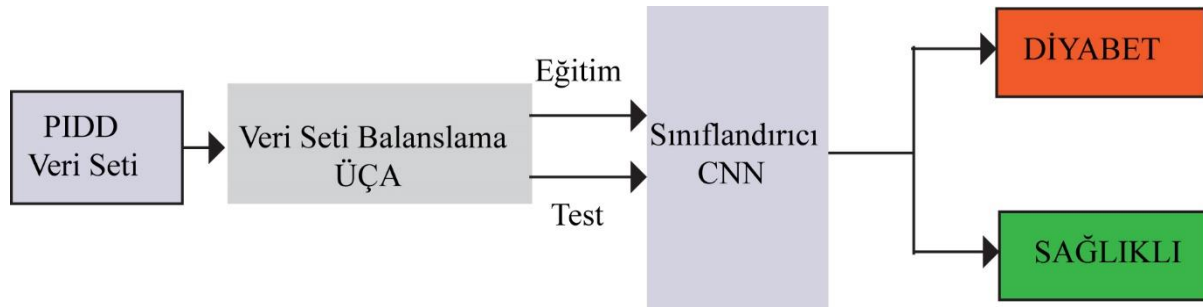 PIDD
Veri Seti
Veri Seti Balanslama
ÜÇA
Eğitim
Test
Sınıflandırıcı
CNN
DİYABET
SAĞLIKLI